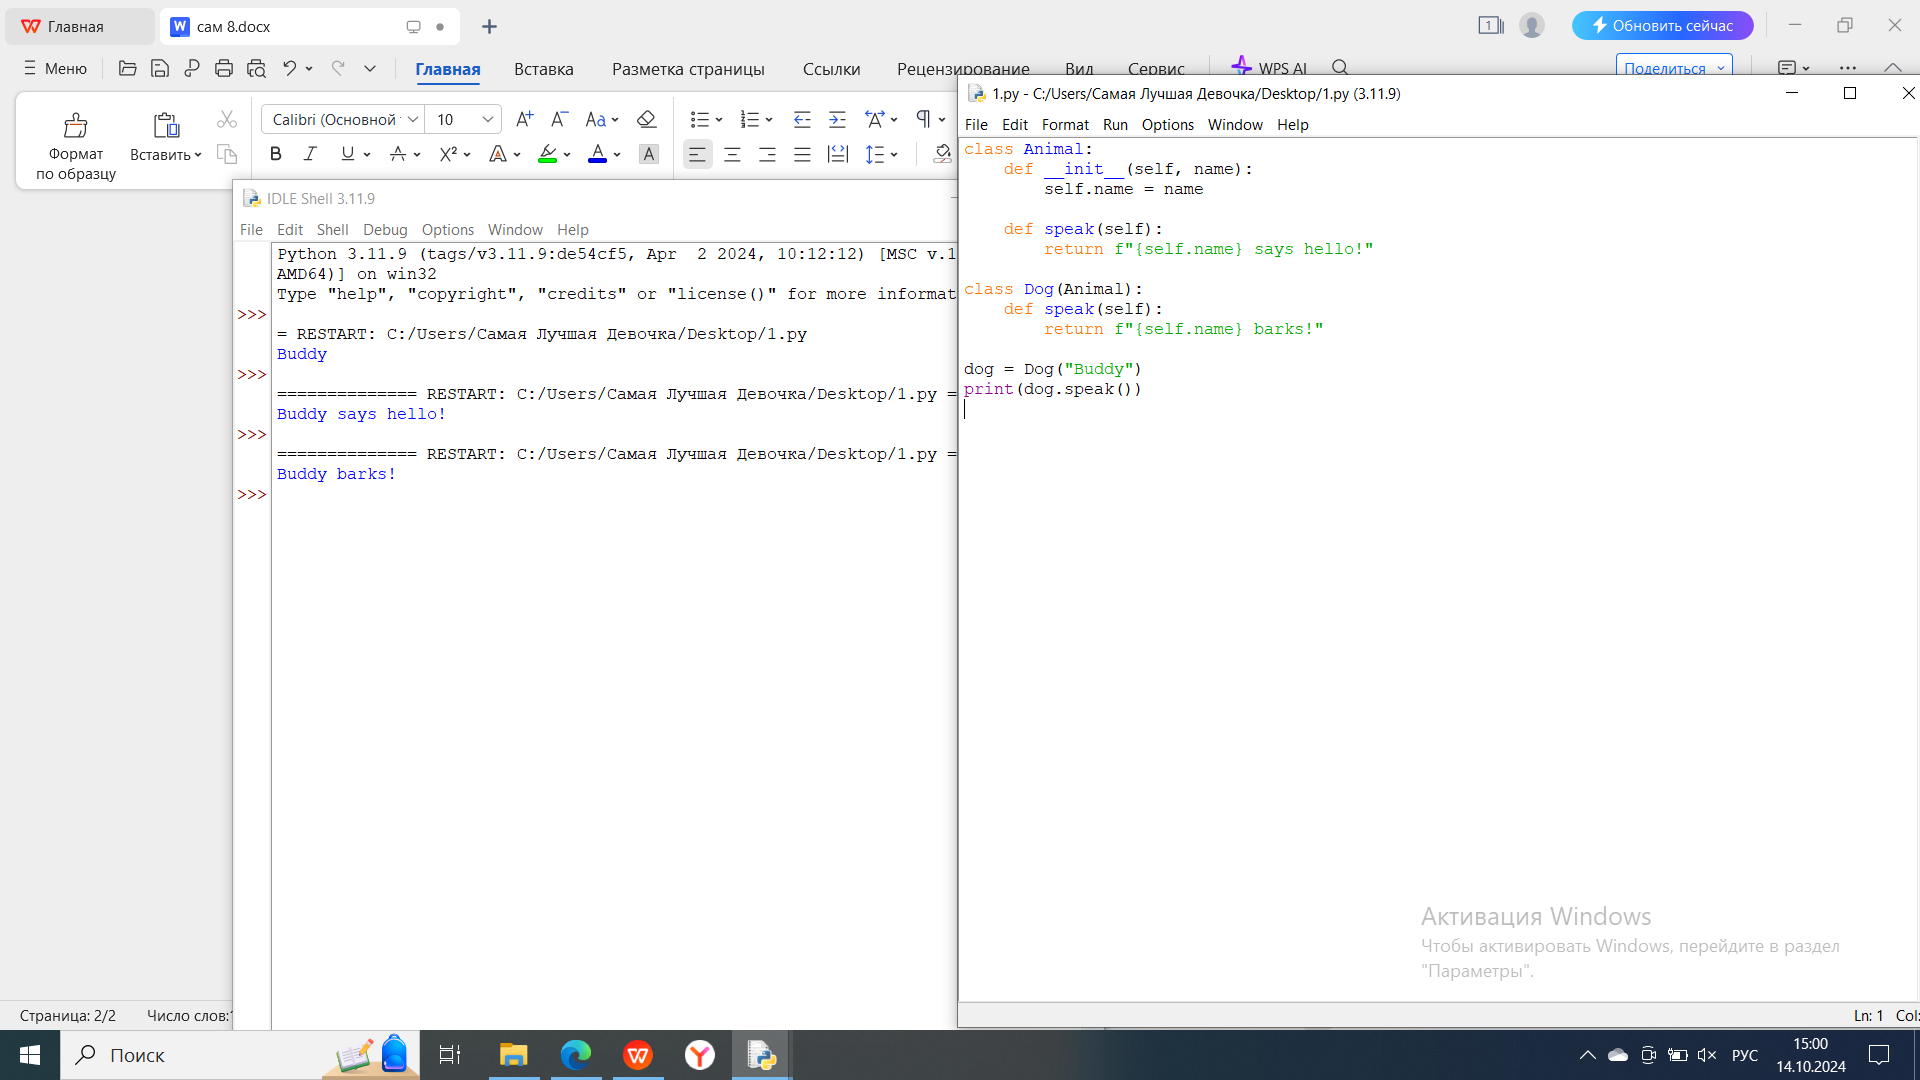 Главная
сам 8.docx
1
Обновить сейчас
Меню
Главная
Вставка
Разметка страницы
Ссылки
Рецензирование
Вид
Сервис
WPS AI
Поделиться
Формат
по образцу
Вставить
Calibri (Основной
10
IDLE Shell 3.11.9
File Edit Shell Debug Options Window Help
Python 3.11.9 (tags/v3.11.9:de54cf5, Apr  2 2024, 10:12:12) [MSC v.1
AMD64)] on win32
Type "help", "copyright", "credits" or "license()" for more informat
>>>
= RESTART: C:/Users/Самая Лучшая Девочка/Desktop/1.py
Buddy
>>>
============== RESTART: C:/Users/Самая Лучшая Девочка/Desktop/1.py =
Buddy says hello!
>>>
============== RESTART: C:/Users/Самая Лучшая Девочка/Desktop/1.py =
Buddy barks!
>>>
1.py - C:/Users/Самая Лучшая Девочка/Desktop/1.py (3.11.9)
File Edit Format Run Options Window Help
class Animal:
    def __init__(self, name):
        self.name = name
    def speak(self):
        return f"{self.name} says hello!"
class Dog(Animal):
    def speak(self):
        return f"{self.name} barks!"
dog = Dog("Buddy")
print(dog.speak())
Активация Windows
Чтобы активировать Windows, перейдите в раздел
"Параметры".
Ln: 1 Col:
Страница: 2/2
Число слов:
Поиск
РУС
15:00
14.10.2024